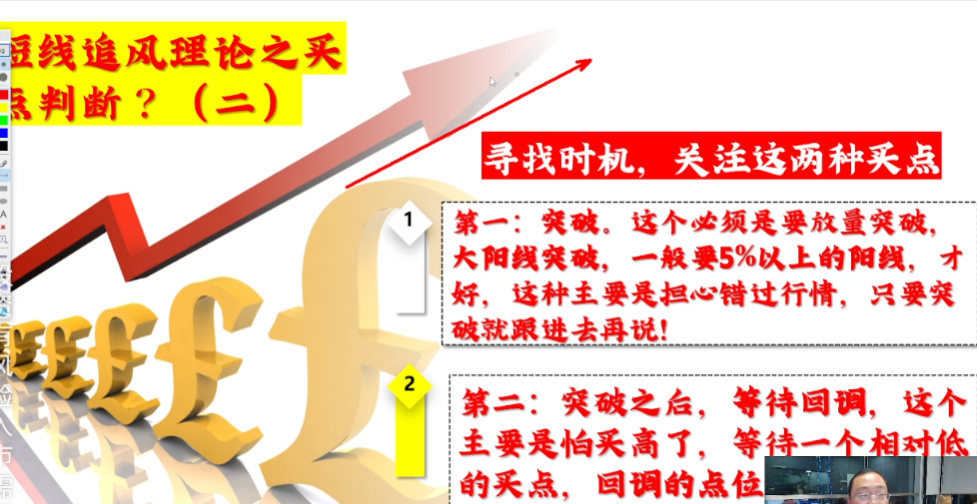 短线追风理论之买
点判断？（二）
寻找时机，关注这两种买点
1
第一：突破。这个必须是要放量突破，
大阳线突破，一般要5%以上的阳线，才
好，这种主要是担心错过行情，只要突
破就跟进去再说！
2
第二：突破之后，等待回调，这个
主要是怕买高了，等待一个相对低
的买点，回调的点位